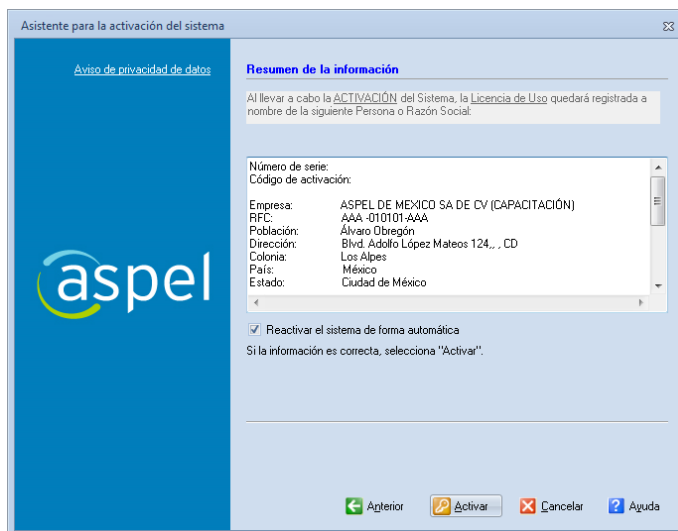 Asistente para la activación del sistema
Aviso de privacidad de datos
Resumen de la información
Al llevar a cabo la ACTIVACIÓN del Sistema, la Licencia de Uso quedará registrada a
nombre de la siguiente Persona o Razón Social:
Número de serie:
Código de activación:
Empresa: ASPEL DE MEXICO SA DE CV (CAPACITACIÓN)
RFC: AAA -010101-AAA
Población: Álvaro Obregón
Dirección: Blvd. Adolfo López Mateos 124,, , CD
Colonia: Los Alpes
País: México
Estado: Ciudad de México
aspel
Reactivar el sistema de forma automática
Si la información es correcta, selecciona "Activar".
Anterior Activar Cancelar Ayuda